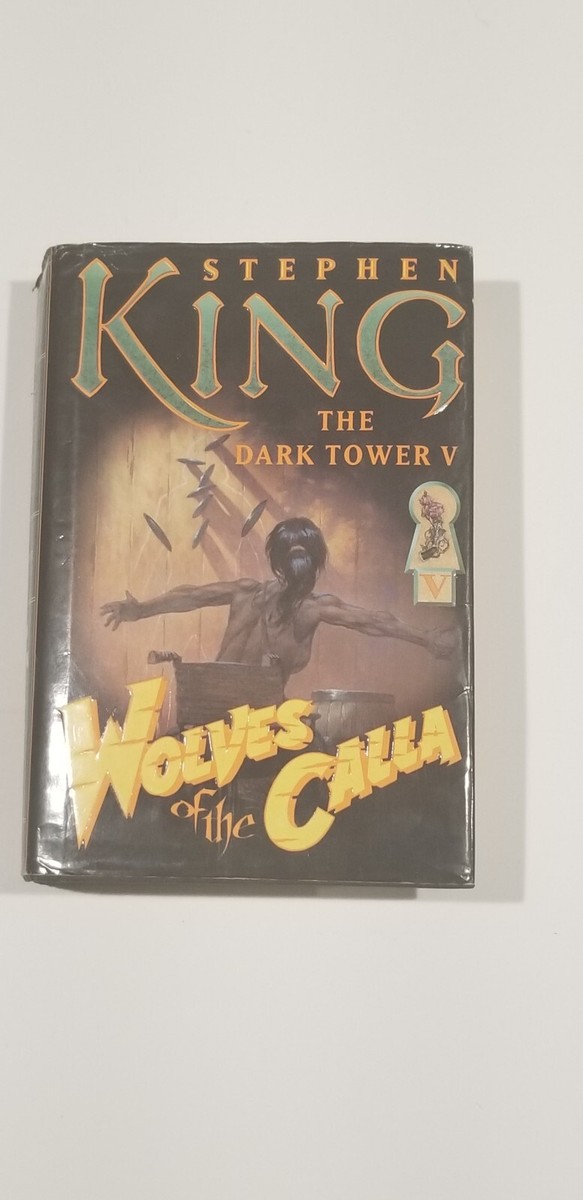 STEPHEN
KING
THE
DARK TOWER V
V
WOLVES
of the
CALLA